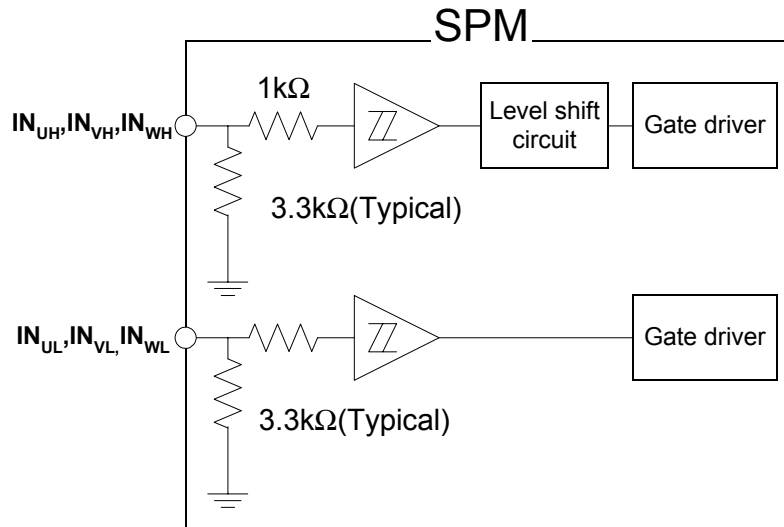 SPM
1kΩ
IN_UH,IN_VH,IN_WH
Level shift
circuit
Gate driver
3.3kΩ(Typical)
IN_UL,IN_VL,IN_WL
Gate driver
3.3kΩ(Typical)